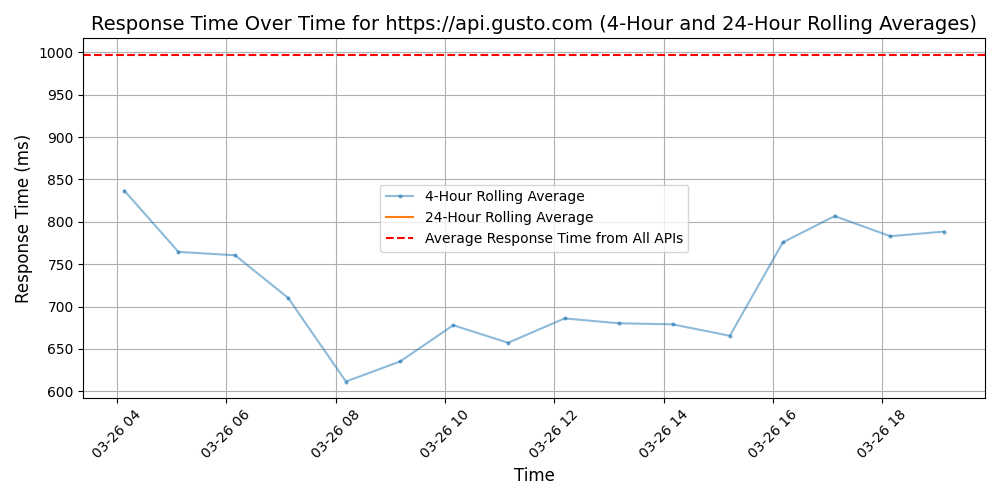 Response Time Over Time for https://api.gusto.com (4-Hour and 24-Hour Rolling Averages)
Response Time (ms)
1000
950
900
850
800
750
700
650
600
4-Hour Rolling Average
24-Hour Rolling Average
Average Response Time from All APIs
03-26 04
03-26 06
03-26 08
03-26 10
03-26 12
03-26 14
03-26 16
03-26 18
Time